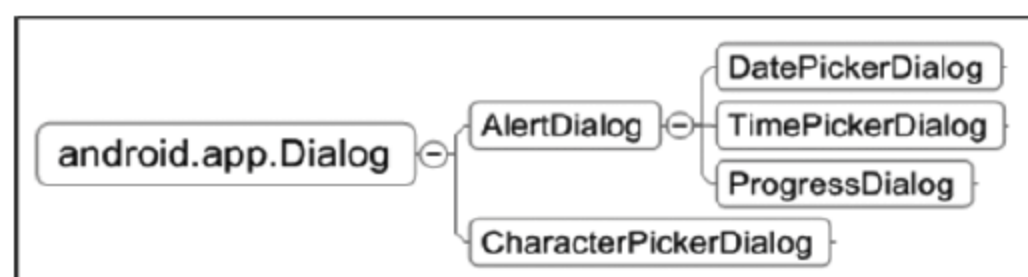 android.app.Dialog
AlertDialog
DatePickerDialog
TimePickerDialog
ProgressDialog
CharacterPickerDialog